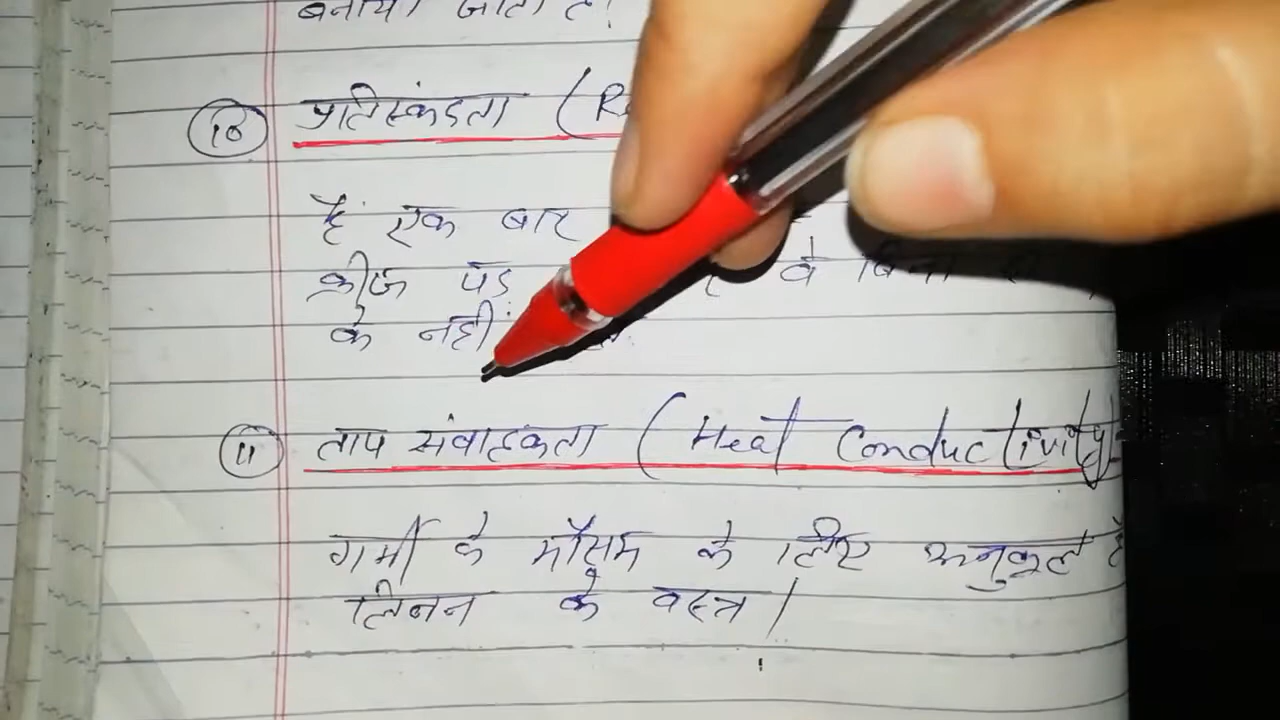 बनाया जाता है।
10 प्रतिस्कंदता (R
है एक बार
क्रीज पड वे बिना
के नहीं
11 ताप संवाहकता (Heat Conductivity)
गर्मी के मौसम के लिए अनुकूल है
लिनन के वस्त्र।